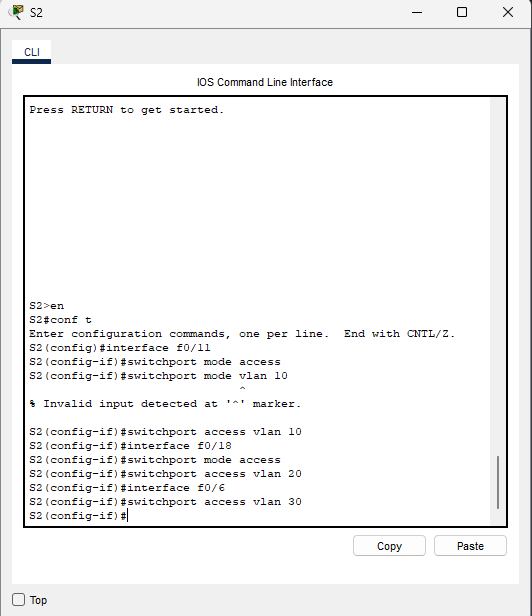 S2
CLI
IOS Command Line Interface
Press RETURN to get started.
S2>en
S2#conf t
Enter configuration commands, one per line.  End with CNTL/Z.
S2(config)#interface f0/11
S2(config-if)#switchport mode access
S2(config-if)#switchport mode vlan 10
^
% Invalid input detected at '^' marker.
S2(config-if)#switchport access vlan 10
S2(config-if)#interface f0/18
S2(config-if)#switchport mode access
S2(config-if)#switchport access vlan 20
S2(config-if)#interface f0/6
S2(config-if)#switchport access vlan 30
S2(config-if)#
Copy
Paste
Top